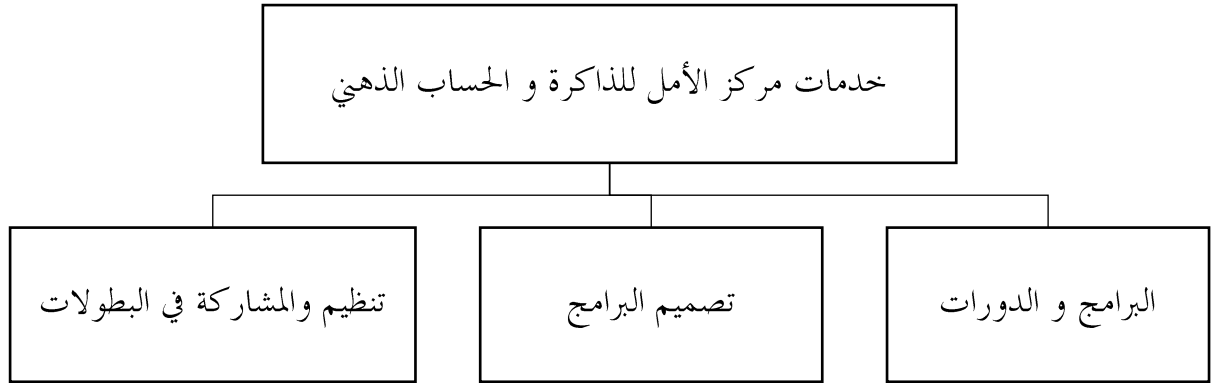 خدمات مركز الأمل للذاكرة و الحساب الذهني
البرامج و الدورات
تصميم البرامج
تنظيم والمشاركة في البطولات